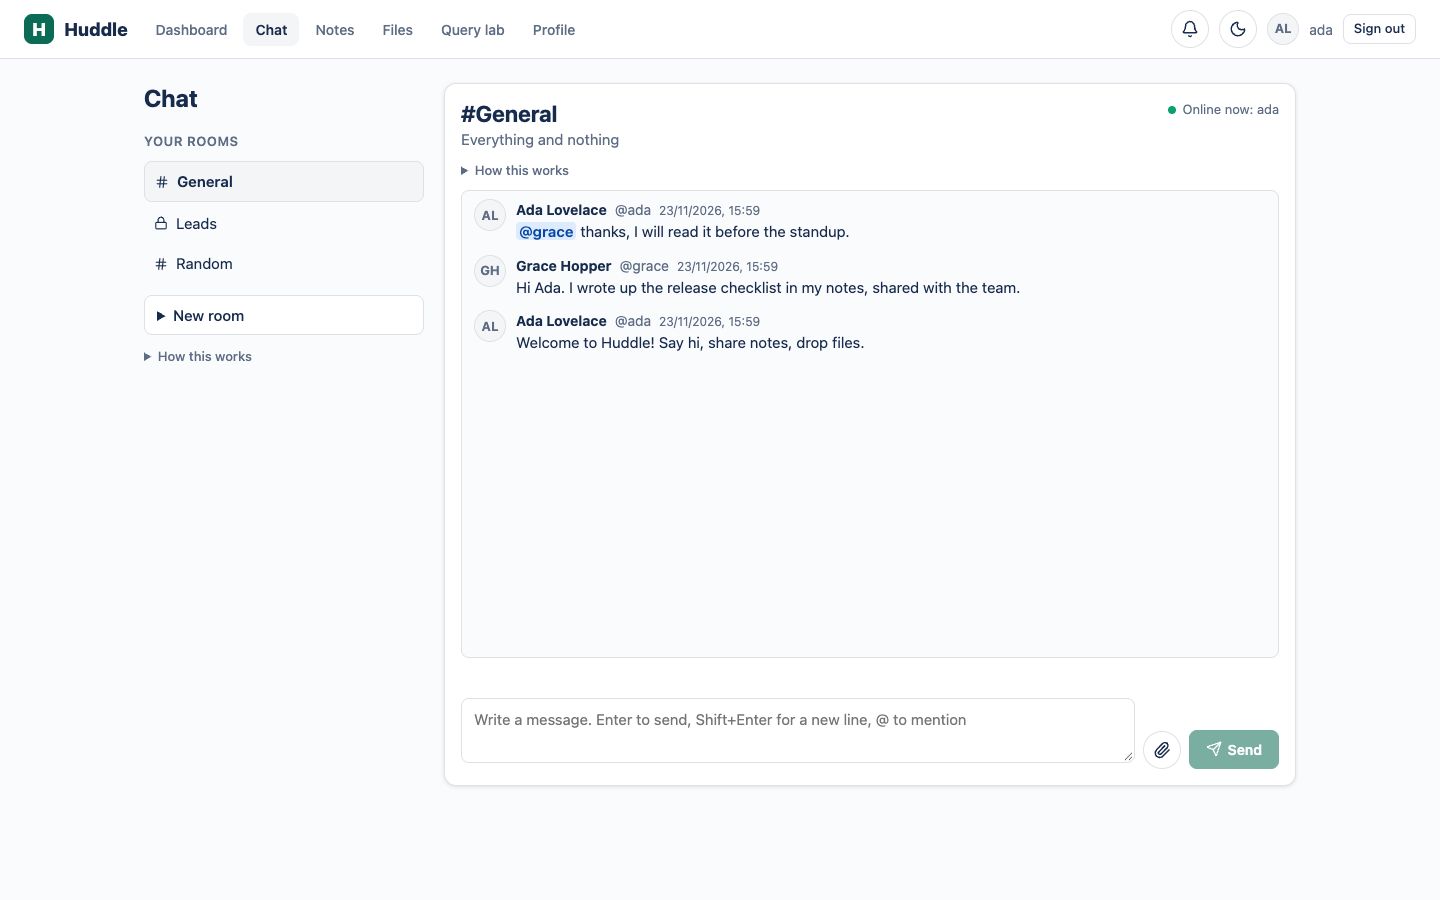 H Huddle Dashboard Chat Notes Files Query lab Profile AL ada Sign out
Chat
YOUR ROOMS
# General
Leads
# Random
New room
How this works
#General
Online now: ada
Everything and nothing
How this works
AL Ada Lovelace @ada 23/11/2026, 15:59
@grace thanks, I will read it before the standup.
GH Grace Hopper @grace 23/11/2026, 15:59
Hi Ada. I wrote up the release checklist in my notes, shared with the team.
AL Ada Lovelace @ada 23/11/2026, 15:59
Welcome to Huddle! Say hi, share notes, drop files.
Write a message. Enter to send, Shift+Enter for a new line, @ to mention
Send